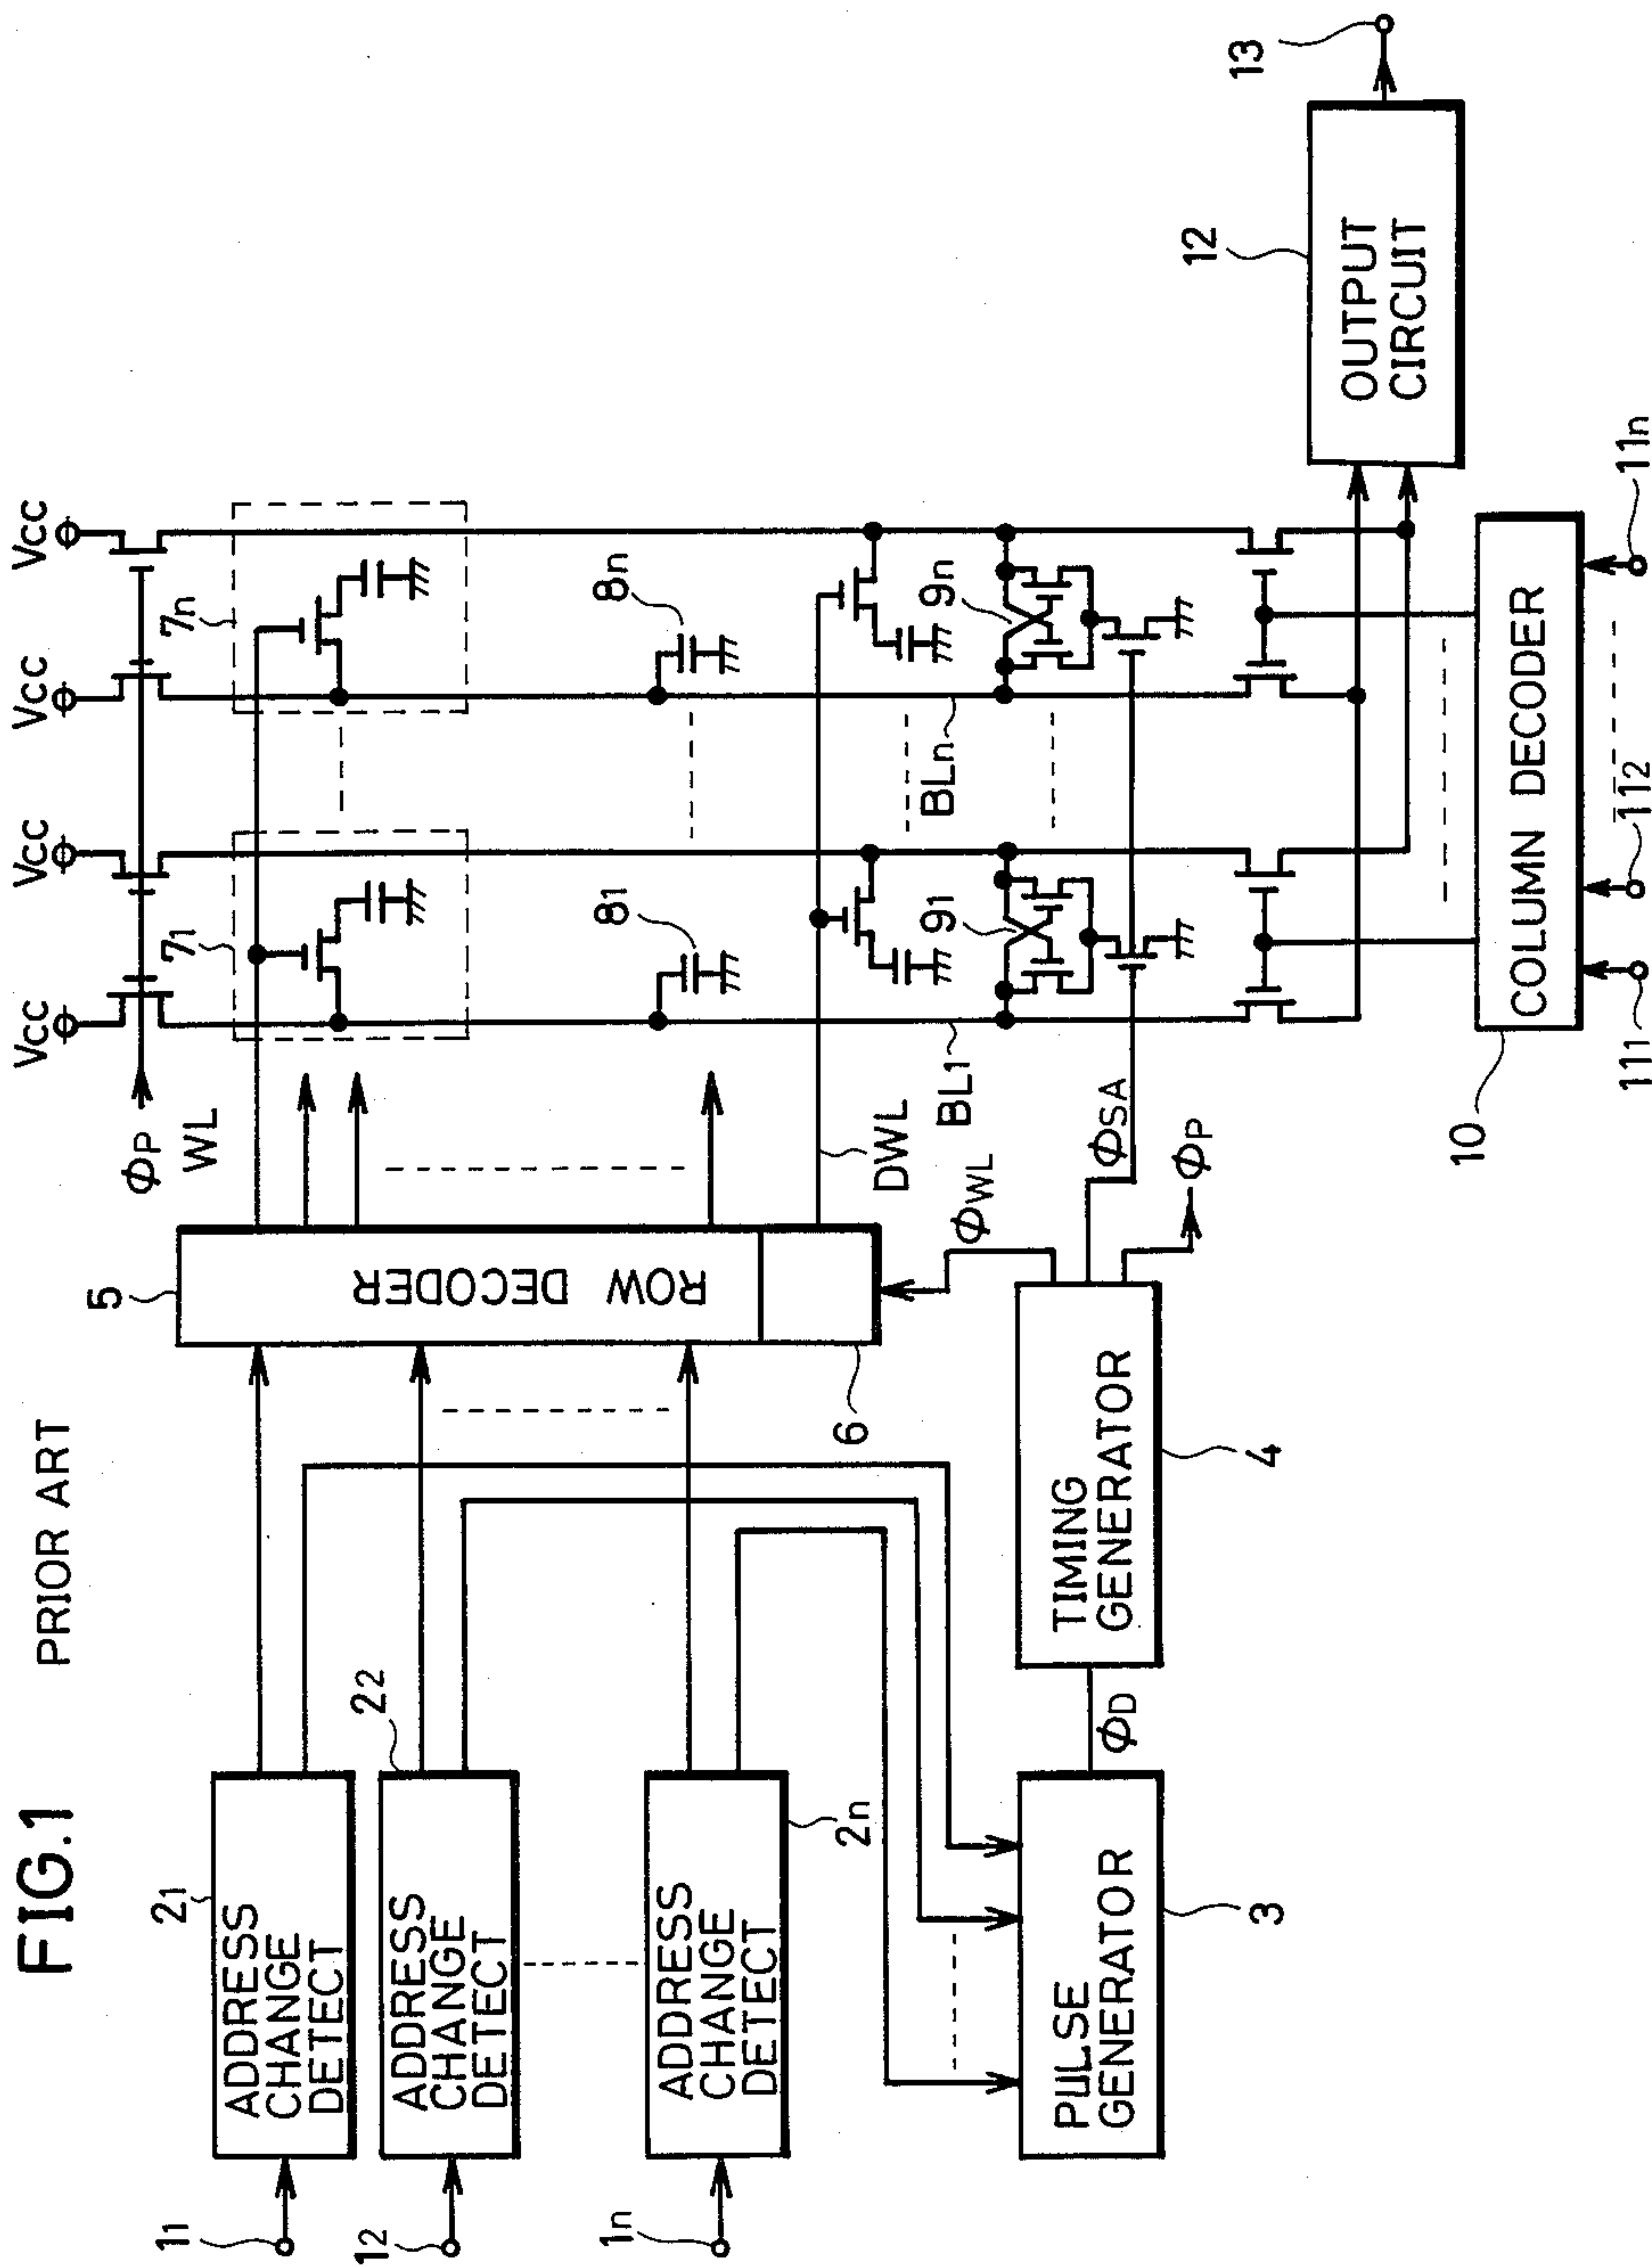 FIG.1
PRIOR ART
11
12
1n
21
ADDRESS
CHANGE
DETECT
22
ADDRESS
CHANGE
DETECT
2n
ADDRESS
CHANGE
DETECT
PULSE
GENERATOR
3
ΦD
TIMING
GENERATOR
4
5
ROW DECODER
6
ΦWL
ΦSA
ΦP
ΦP
WL
DWL
BL1
BLn
Vcc
Vcc
Vcc
Vcc
71
7n
81
8n
91
9n
10
COLUMN DECODER
111
112
11n
12
OUTPUT
CIRCUIT
13